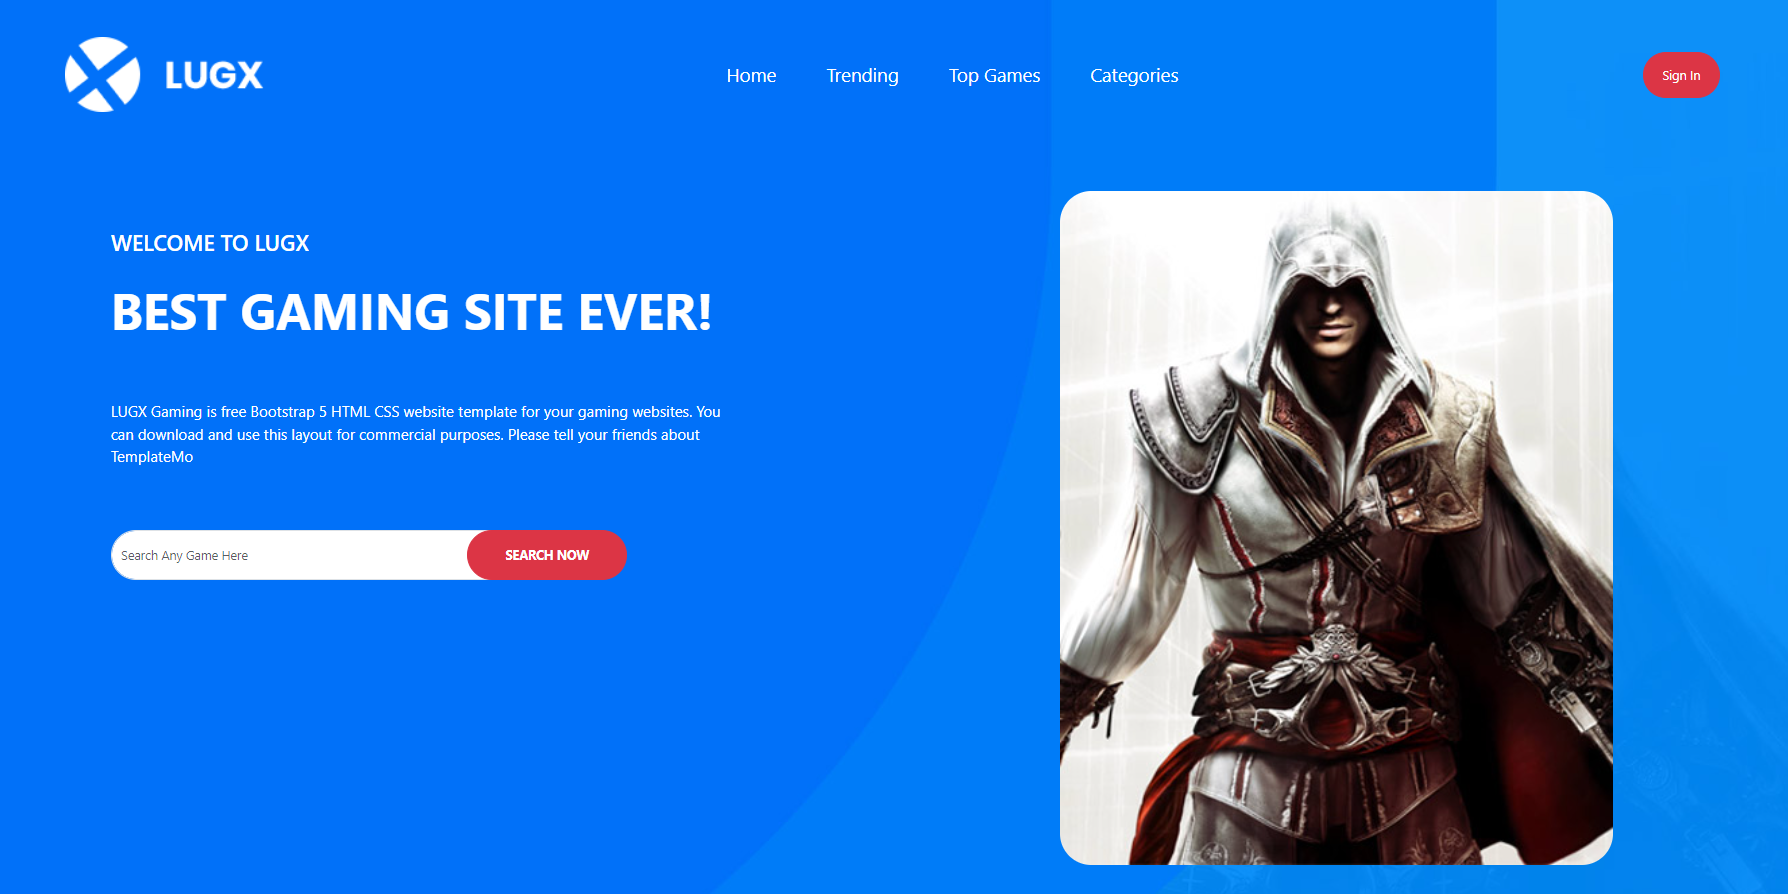 LUGX
Home
Trending
Top Games
Categories
Sign In
WELCOME TO LUGX
BEST GAMING SITE EVER!
LUGX Gaming is free Bootstrap 5 HTML CSS website template for your gaming websites. You
can download and use this layout for commercial purposes. Please tell your friends about
TemplateMo
Search Any Game Here
SEARCH NOW